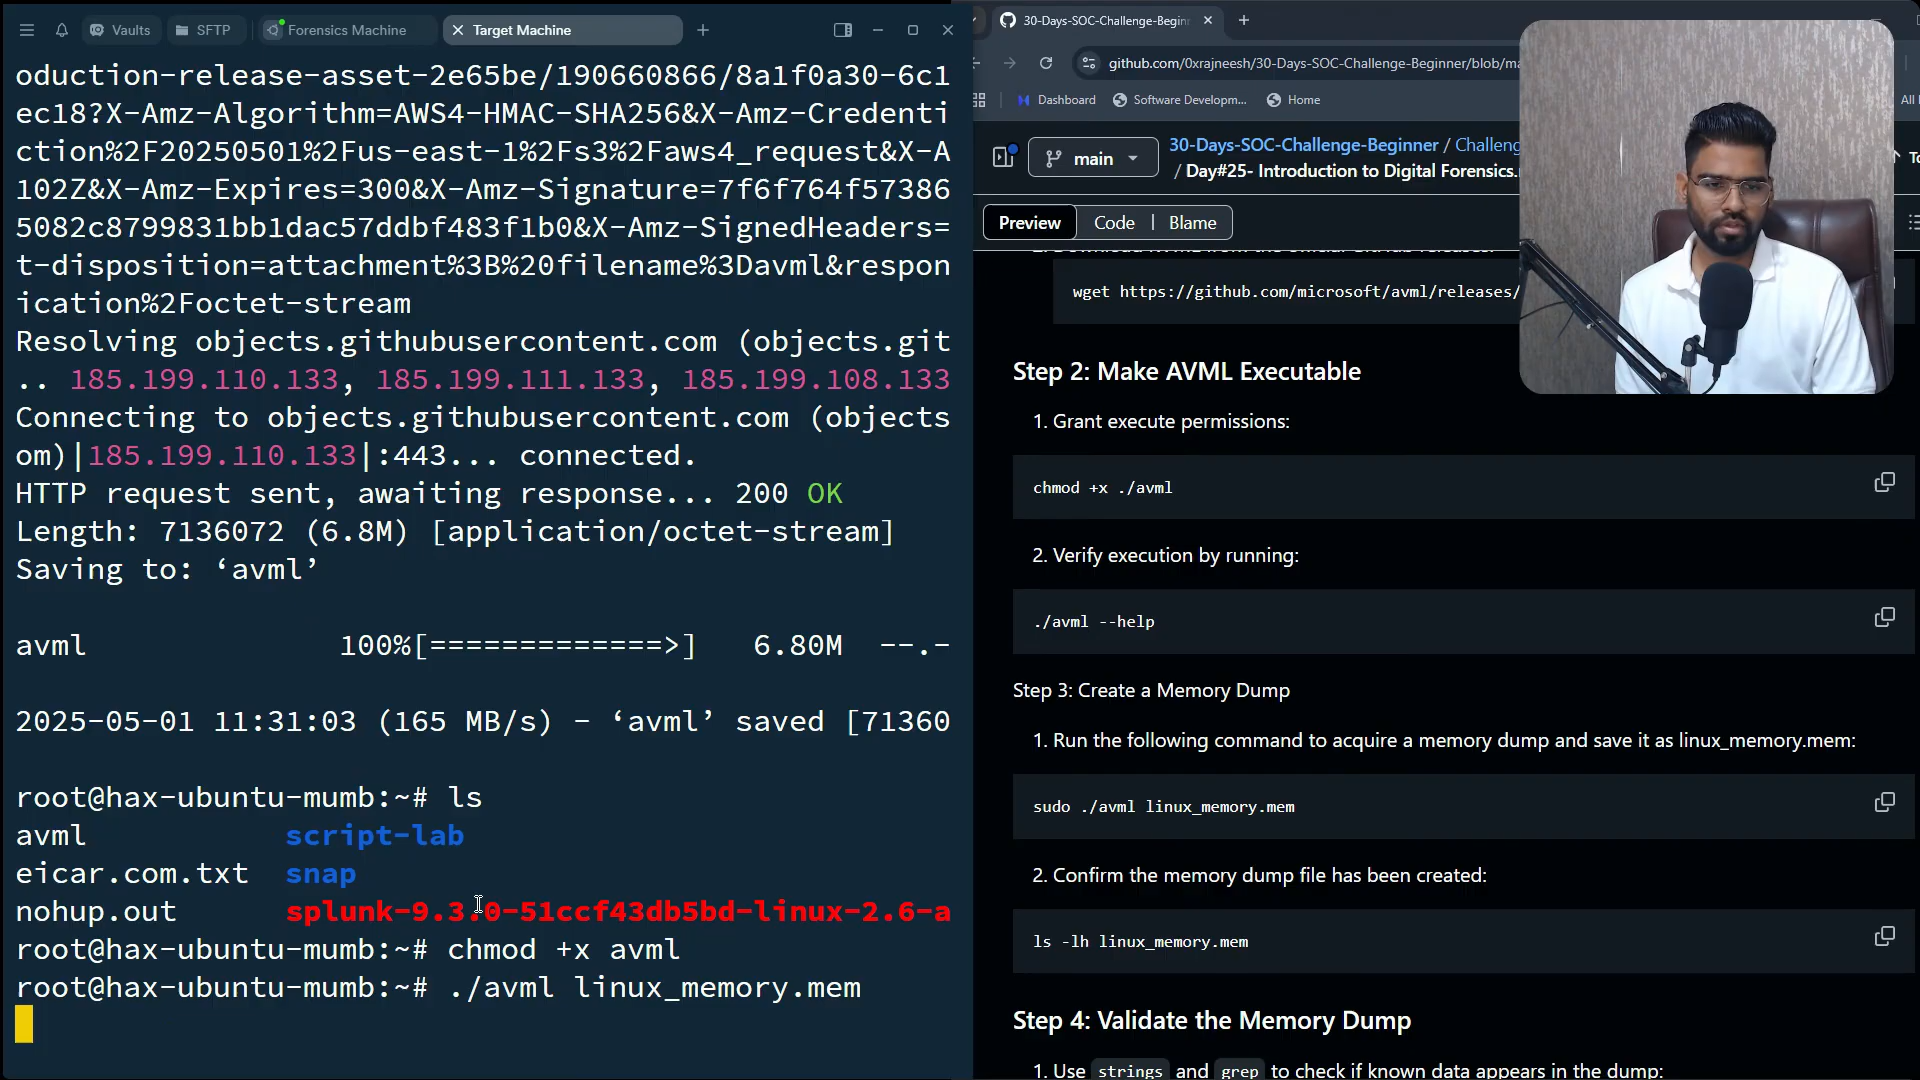 Vaults
SFTP
Forensics Machine
Target Machine
oduction-release-asset-2e65be/190660866/8a1f0a30-6c1
ec18?X-Amz-Algorithm=AWS4-HMAC-SHA256&X-Amz-Credenti
ction%2F20250501%2Fus-east-1%2Fs3%2Faws4_request&X-A
102Z&X-Amz-Expires=300&X-Amz-Signature=7f6f764f57386
5082c8799831bb1dac57ddbf483f1b0&X-Amz-SignedHeaders=
t-disposition=attachment%3B%20filename%3Davml&respon
ication%2Foctet-stream
Resolving objects.githubusercontent.com (objects.git
.. 185.199.110.133, 185.199.111.133, 185.199.108.133
Connecting to objects.githubusercontent.com (objects
om)|185.199.110.133|:443... connected.
HTTP request sent, awaiting response... 200 OK
Length: 7136072 (6.8M) [application/octet-stream]
Saving to: ‘avml’
avml 100%[=============>] 6.80M --.-
2025-05-01 11:31:03 (165 MB/s) - ‘avml’ saved [71360
root@hax-ubuntu-mumb:~# ls
avml script-lab
eicar.com.txt snap
nohup.out splunk-9.3.0-51ccf43db5bd-linux-2.6-a
root@hax-ubuntu-mumb:~# chmod +x avml
root@hax-ubuntu-mumb:~# ./avml linux_memory.mem
30-Days-SOC-Challenge-Beginn
github.com/0xrajneesh/30-Days-SOC-Challenge-Beginner/blob/ma
Dashboard
Software Developm...
Home
All
main
30-Days-SOC-Challenge-Beginner / Challeng
/ Day#25- Introduction to Digital Forensics.
To
Preview
Code
Blame
wget https://github.com/microsoft/avml/releases/
Step 2: Make AVML Executable
1. Grant execute permissions:
chmod +x ./avml
2. Verify execution by running:
./avml --help
Step 3: Create a Memory Dump
1. Run the following command to acquire a memory dump and save it as linux_memory.mem:
sudo ./avml linux_memory.mem
2. Confirm the memory dump file has been created:
ls -lh linux_memory.mem
Step 4: Validate the Memory Dump
1. Use strings and grep to check if known data appears in the dump: